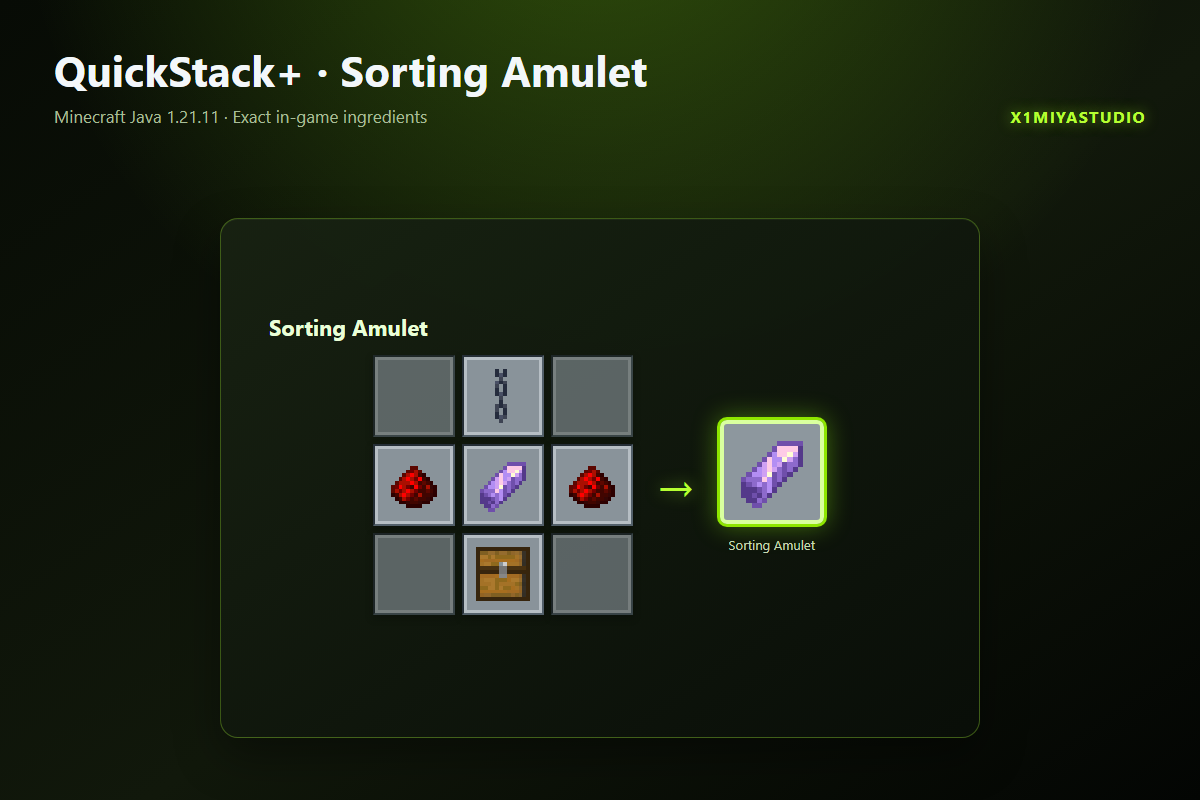 QuickStack+ · Sorting Amulet
Minecraft Java 1.21.11 · Exact in-game ingredients
X1MIYASTUDIO
Sorting Amulet
→
Sorting Amulet